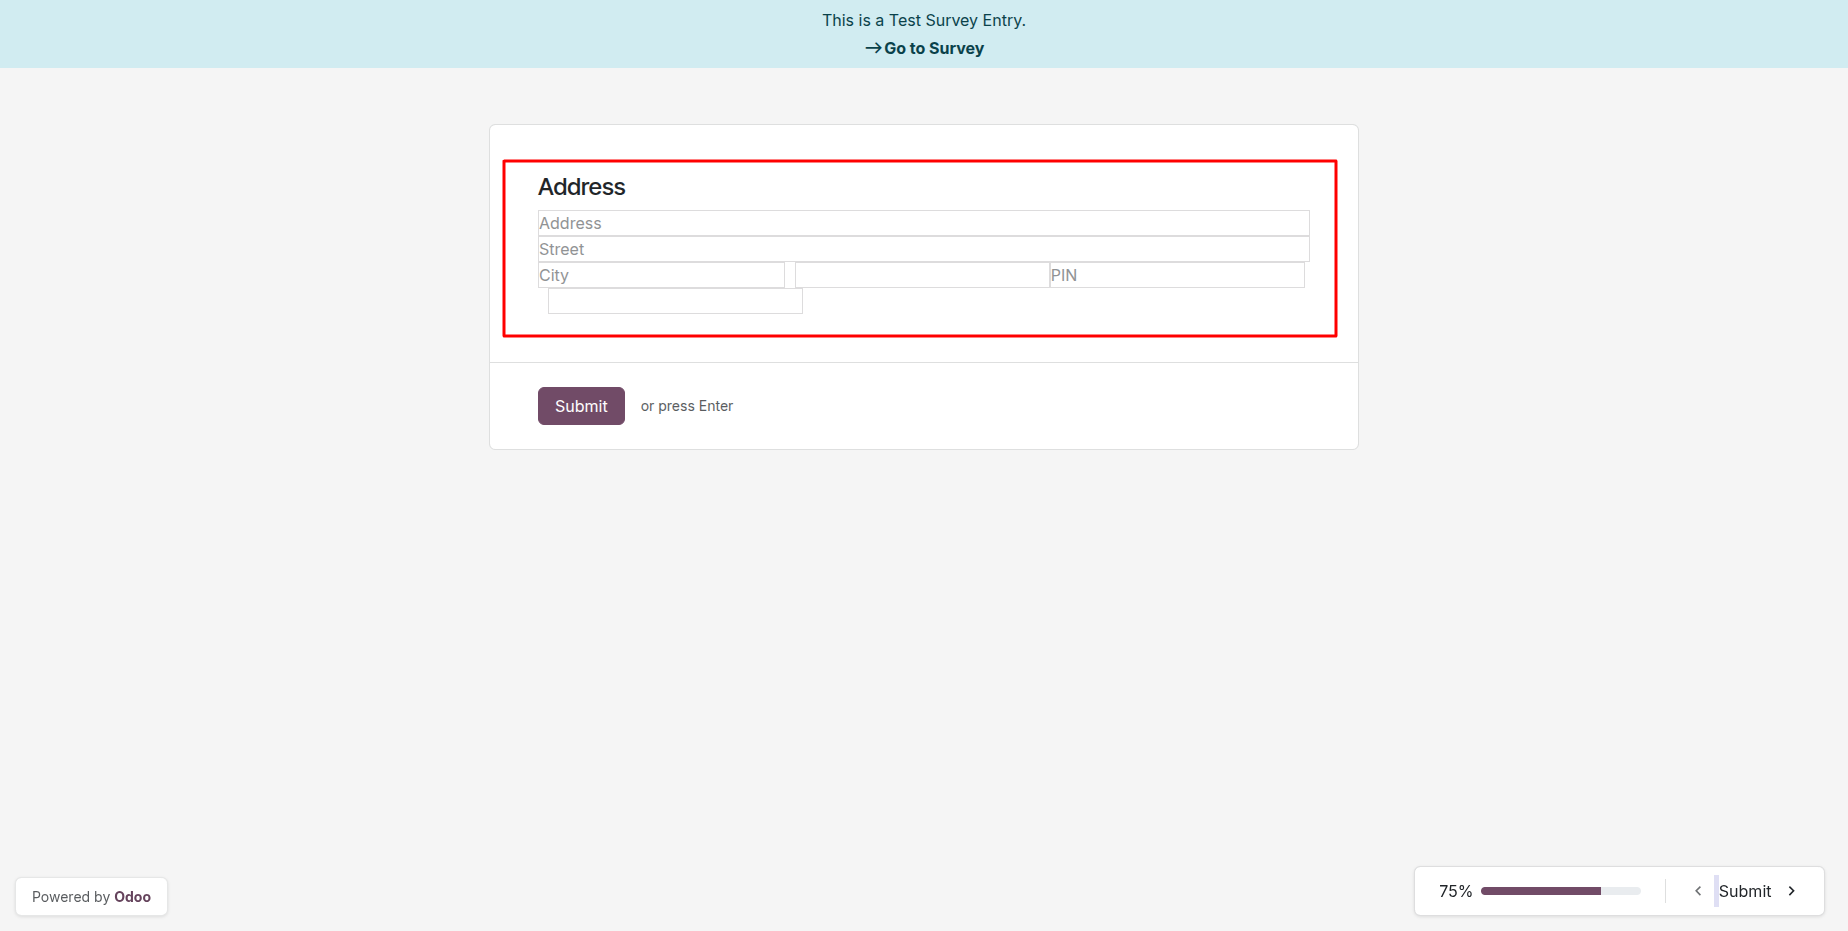 This is a Test Survey Entry.
→Go to Survey
Address
Address
Street
City PIN
Submit or press Enter
Powered by Odoo
75% Submit